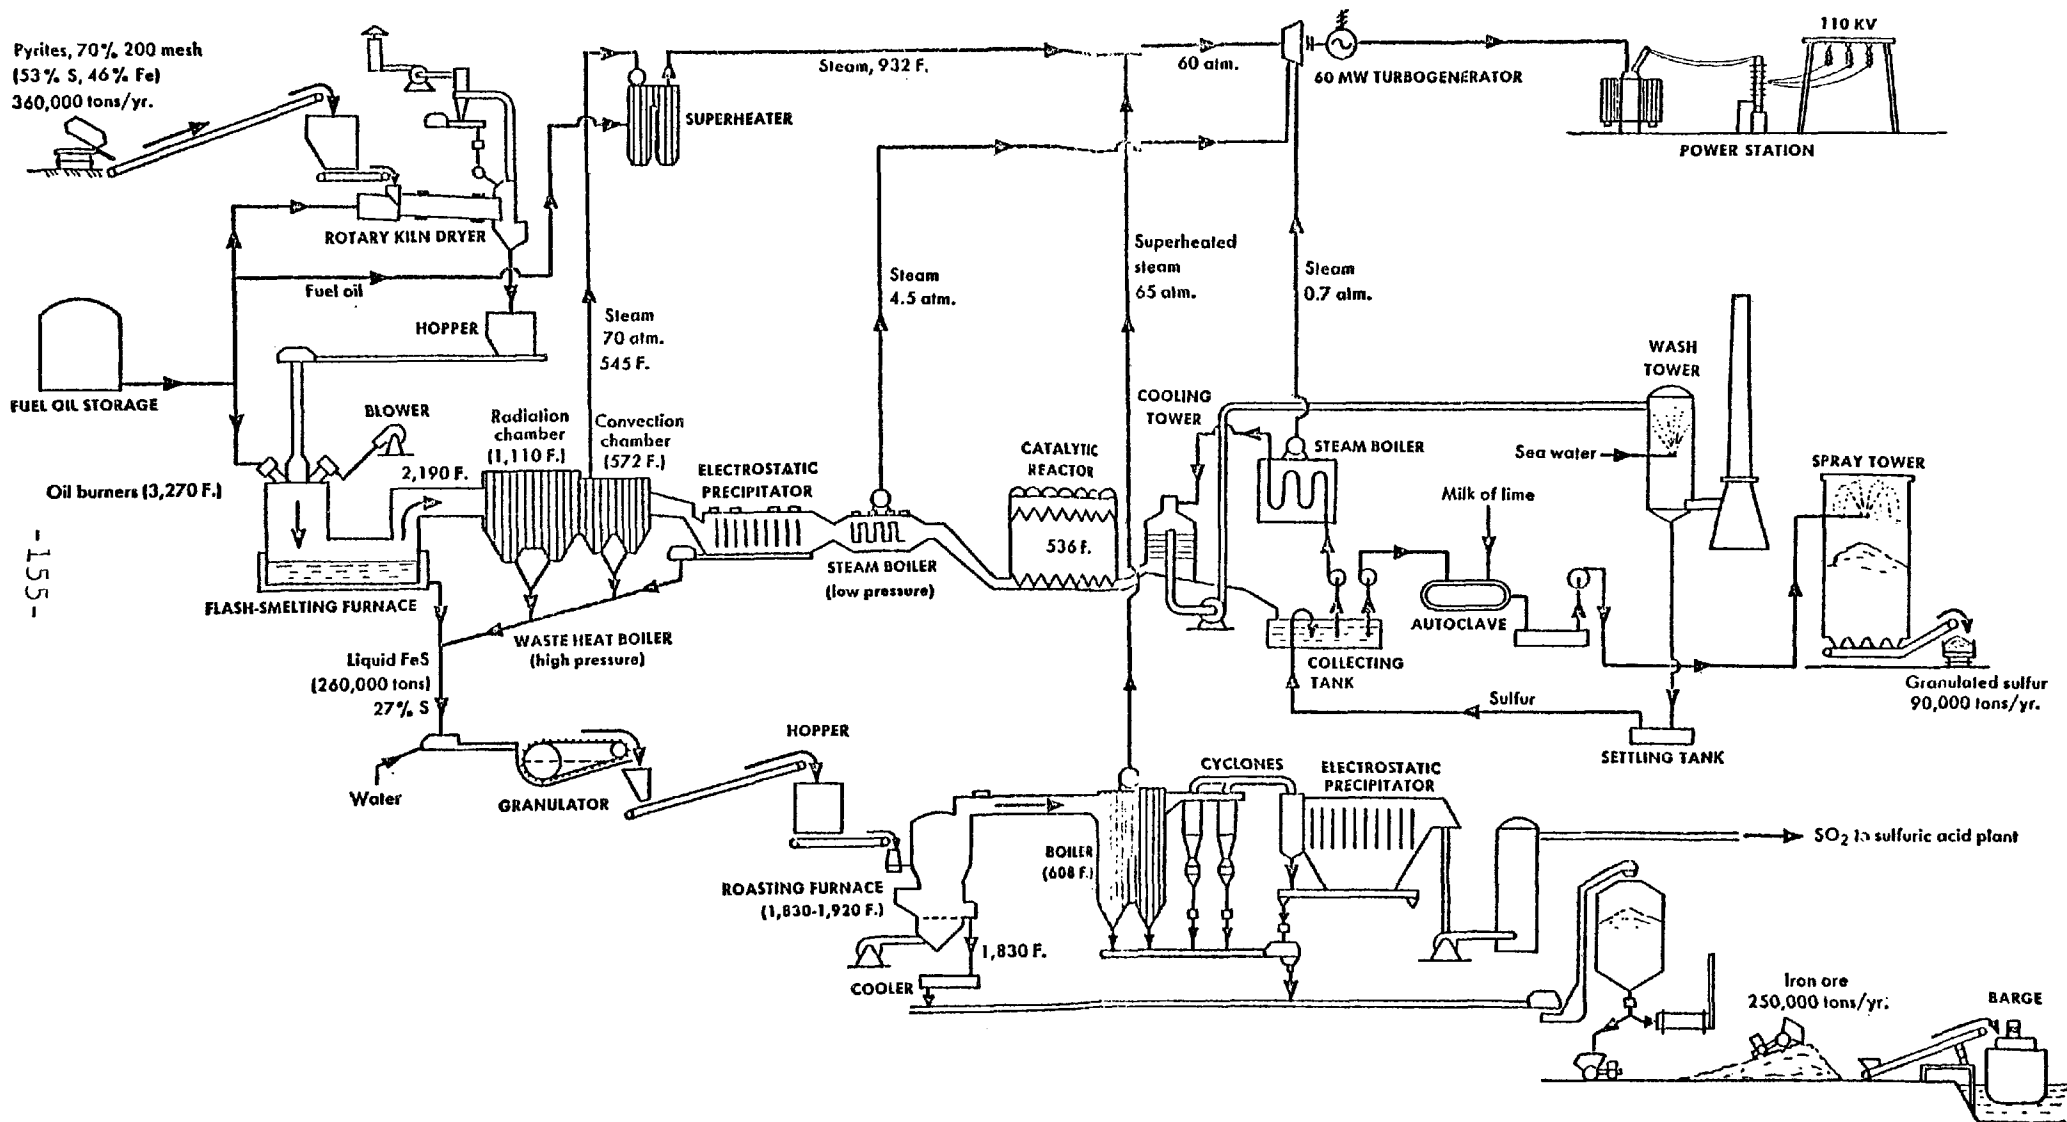 Pyrites, 70% 200 mesh
(53% S, 46% Fe)
360,000 tons/yr.
Steam, 932 F.
60 atm.
60 MW TURBOGENERATOR
110 KV
POWER STATION
SUPERHEATER
ROTARY KILN DRYER
Fuel oil
HOPPER
Steam
70 atm.
545 F.
Steam
4.5 atm.
Superheated
steam
65 atm.
Steam
0.7 atm.
FUEL OIL STORAGE
BLOWER
Radiation
chamber
(1,110 F.)
Convection
chamber
(572 F.)
2,190 F.
Oil burners (3,270 F.)
ELECTROSTATIC
PRECIPITATOR
CATALYTIC
REACTOR
536 F.
COOLING
TOWER
STEAM BOILER
WASH
TOWER
Sea water
Milk of lime
SPRAY TOWER
STEAM BOILER
(low pressure)
FLASH-SMELTING FURNACE
WASTE HEAT BOILER
(high pressure)
AUTOCLAVE
COLLECTING
TANK
Sulfur
SETTLING TANK
Granulated sulfur
90,000 tons/yr.
Liquid FeS
(260,000 tons)
27% S
Water
GRANULATOR
HOPPER
CYCLONES
ELECTROSTATIC
PRECIPITATOR
BOILER
(608 F.)
SO2 to sulfuric acid plant
ROASTING FURNACE
(1,830-1,920 F.)
1,830 F.
COOLER
Iron ore
250,000 tons/yr.
BARGE
-155-